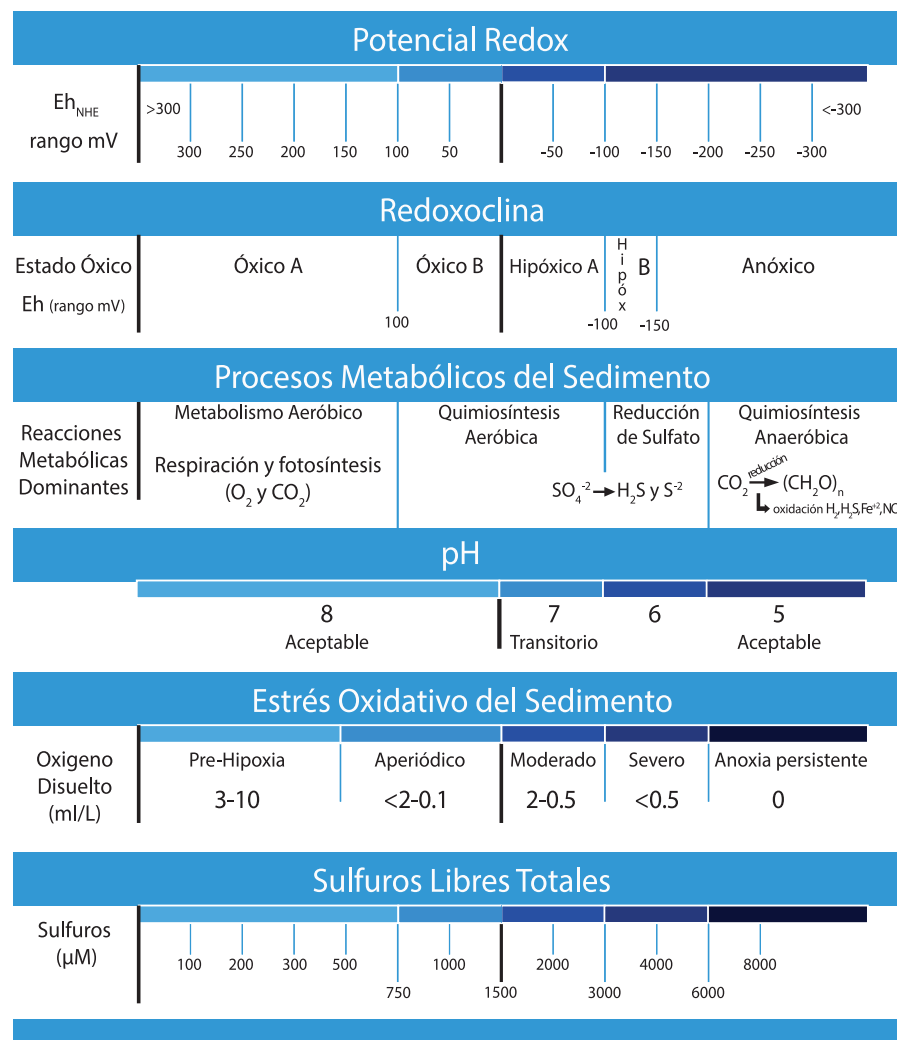 Potencial Redox
Eh_NHE
rango mV
>300
<-300
300 250 200 150 100 50 -50 -100 -150 -200 -250 -300
Redoxoclina
Estado Óxico
Eh (rango mV)
Óxico A
Óxico B
Hipóxico A
Hipóx
B
Anóxico
100 -100 -150
Procesos Metabólicos del Sedimento
Reacciones
Metabólicas
Dominantes
Metabolismo Aeróbico
Respiración y fotosíntesis
(O₂ y CO₂)
Quimiosíntesis
Aeróbica
Reducción
de Sulfato
SO₄⁻² → H₂S y S⁻²
Quimiosíntesis
Anaeróbica
reducción
CO₂ → (CH₂O)ₙ
oxidación H₂,H₂S,Fe⁺²,NO
pH
8 7 6 5
Aceptable Transitorio Aceptable
Estrés Oxidativo del Sedimento
Oxigeno
Disuelto
(ml/L)
Pre-Hipoxia Aperiódico Moderado Severo Anoxia persistente
3-10 <2-0.1 2-0.5 <0.5 0
Sulfuros Libres Totales
Sulfuros
(µM)
100 200 300 500 1000 2000 4000 8000
750 1500 3000 6000